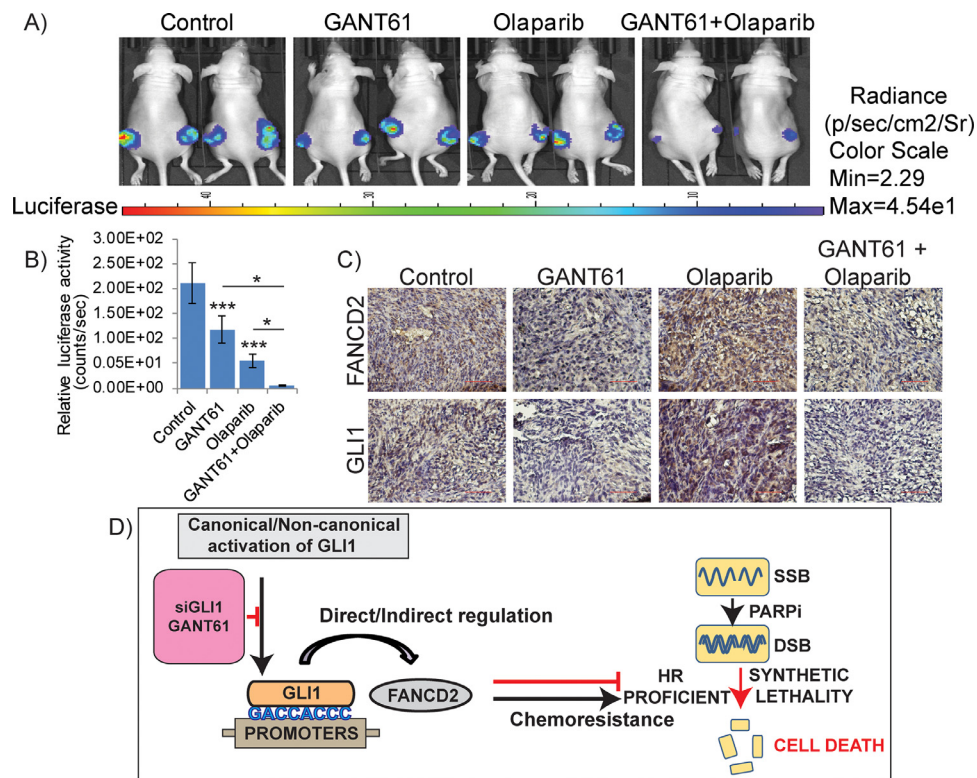 A)
Control
GANT61
Olaparib
GANT61+Olaparib
Radiance
(p/sec/cm2/Sr)
Color Scale
Min=2.29
Max=4.54e1
Luciferase
40
30
20
10
B)
Relative luciferase activity
(counts/sec)
3.00E+02
2.50E+02
2.00E+02
1.50E+02
1.00E+02
0.05E+01
0.00E+00
***
***
*
*
Control
GANT61
Olaparib
GANT61+Olaparib
C)
Control
GANT61
Olaparib
GANT61 +
Olaparib
FANCD2
GLI1
D)
Canonical/Non-canonical
activation of GLI1
siGLI1
GANT61
Direct/Indirect regulation
GLI1
GACCACCC
PROMOTERS
FANCD2
Chemoresistance
HR
PROFICIENT
SSB
PARPi
DSB
SYNTHETIC
LETHALITY
CELL DEATH